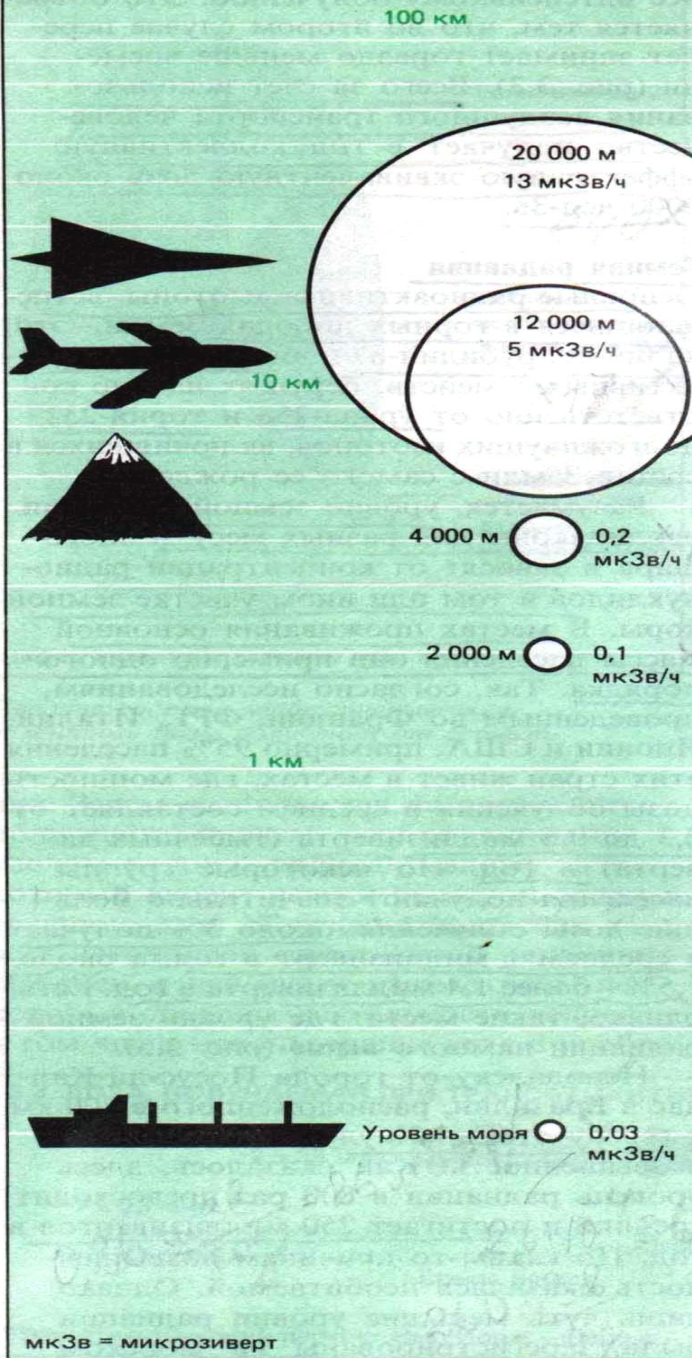 100 км
20 000 м
13 мкЗв/ч
12 000 м
5 мкЗв/ч
10 км
4 000 м 0,2
мкЗв/ч
2 000 м 0,1
мкЗв/ч
1 км
Уровень моря 0,03
мкЗв/ч
мкЗв = микрозиверт